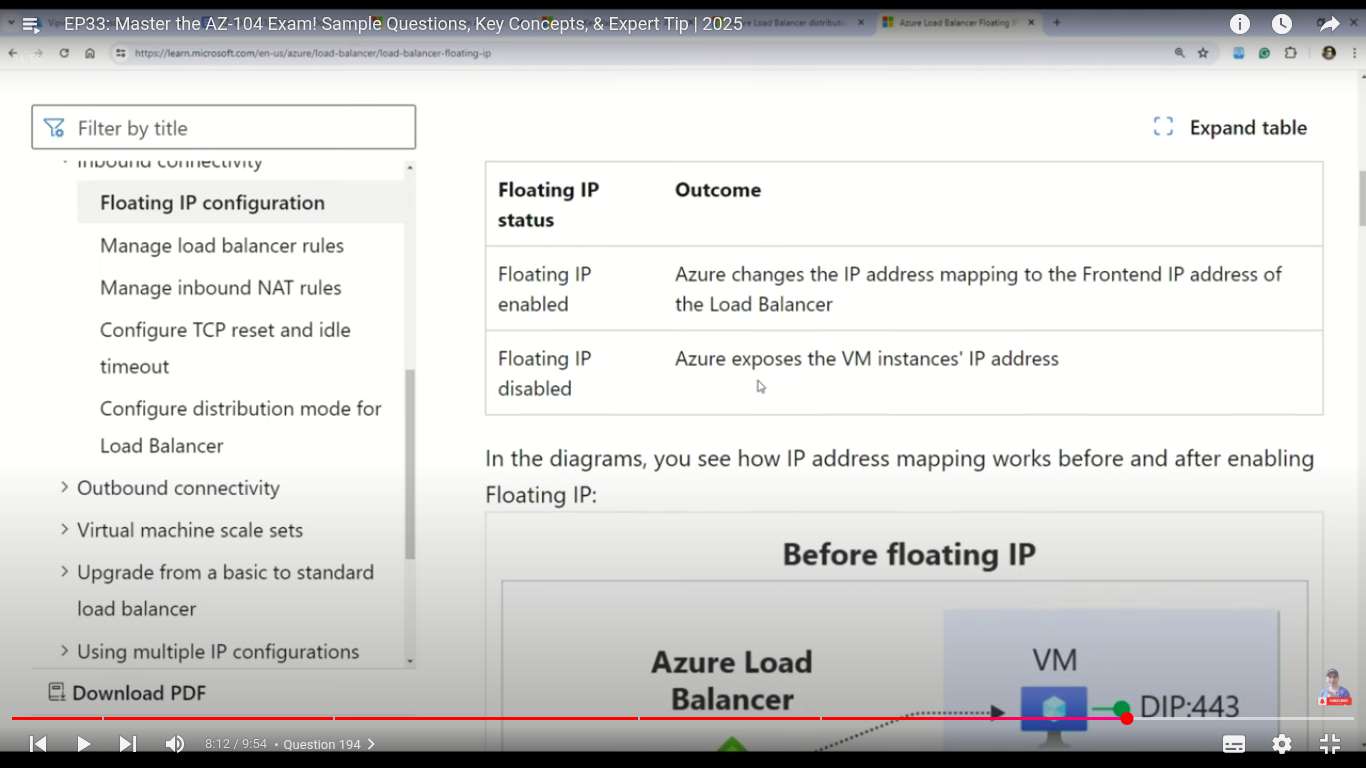 EP33: Master the AZ-104 Exam! Sample Questions, Key Concepts, & Expert Tip | 2025
Load Balancer
Azure Load Balancer Floating
https://learn.microsoft.com/en-us/azure/load-balancer/load-balancer-floating-ip
Filter by title
Expand table
Inbound connectivity
Floating IP configuration
Manage load balancer rules
Manage inbound NAT rules
Configure TCP reset and idle
timeout
Configure distribution mode for
Load Balancer
Outbound connectivity
Virtual machine scale sets
Upgrade from a basic to standard
load balancer
Using multiple IP configurations
Download PDF
Floating IP
status
Outcome
Floating IP
enabled
Azure changes the IP address mapping to the Frontend IP address of
the Load Balancer
Floating IP
disabled
Azure exposes the VM instances' IP address
In the diagrams, you see how IP address mapping works before and after enabling
Floating IP:
Before floating IP
Azure Load
Balancer
VM
DIP:443
8:12 / 9:54 • Question 194